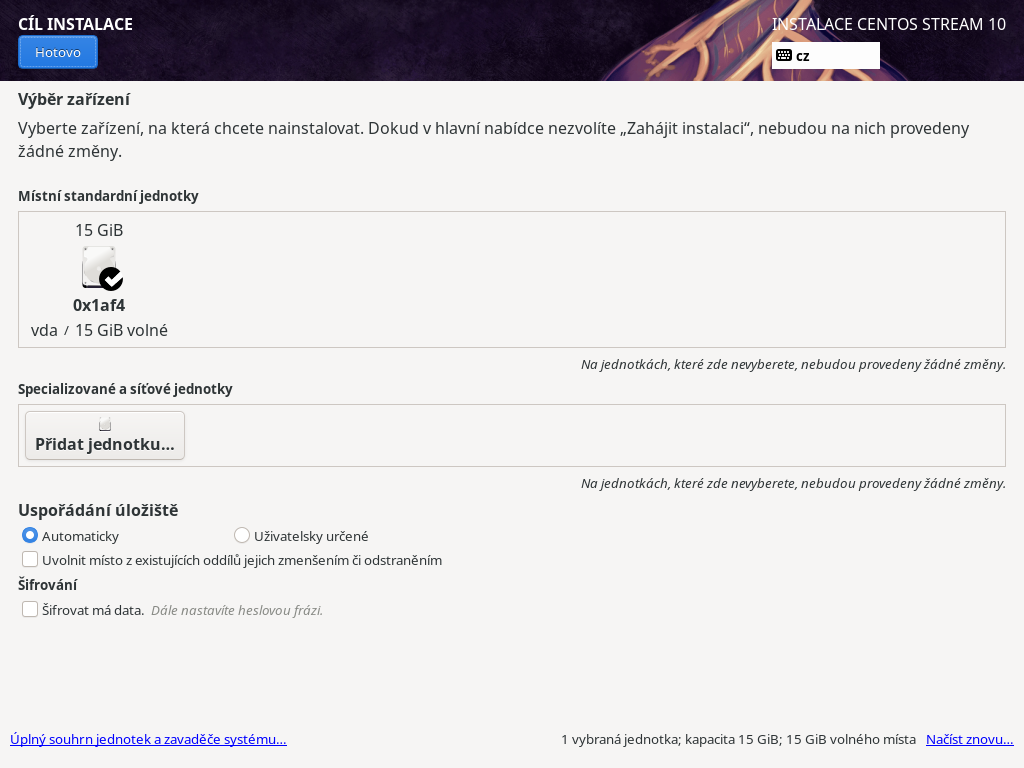 CÍL INSTALACE
INSTALACE CENTOS STREAM 10
Hotovo
cz
Výběr zařízení
Vyberte zařízení, na která chcete nainstalovat. Dokud v hlavní nabídce nezvolíte „Zahájit instalaci“, nebudou na nich provedeny
žádné změny.
Místní standardní jednotky
15 GiB
0x1af4
vda / 15 GiB volné
Na jednotkách, které zde nevyberete, nebudou provedeny žádné změny.
Specializované a síťové jednotky
Přidat jednotku…
Na jednotkách, které zde nevyberete, nebudou provedeny žádné změny.
Uspořádání úložiště
Automaticky
Uživatelsky určené
Uvolnit místo z existujících oddílů jejich zmenšením či odstraněním
Šifrování
Šifrovat má data. Dále nastavíte heslovou frázi.
Úplný souhrn jednotek a zavaděče systému…
1 vybraná jednotka; kapacita 15 GiB; 15 GiB volného místa
Načíst znovu…